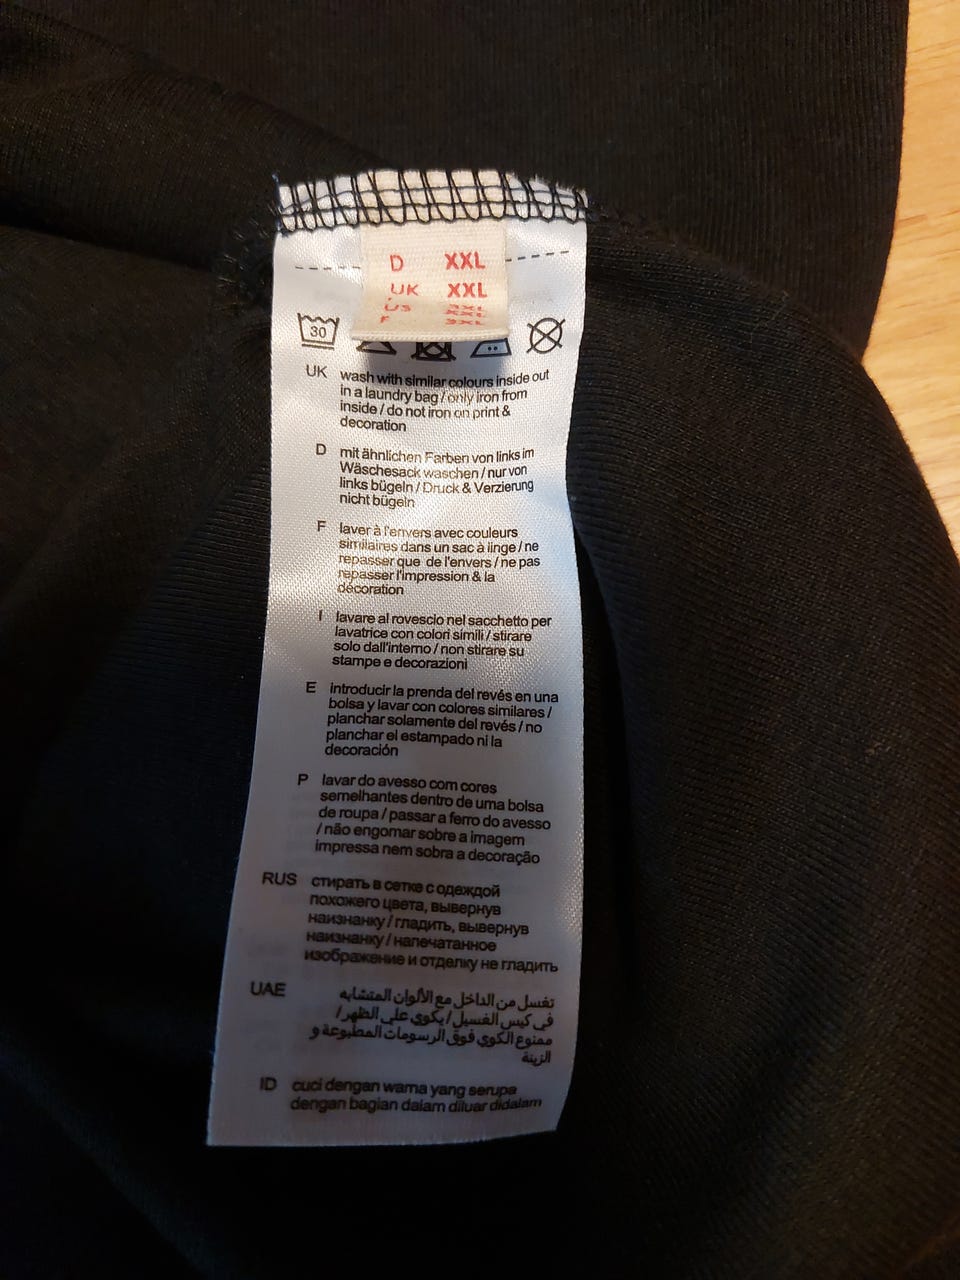 D XXL
UK XXL
US XXL
F XXL
30
UK wash with similar colours inside out
in a laundry bag / only iron from
inside / do not iron on print &
decoration
D mit ähnlichen Farben von links im
Wäschesack waschen / nur von
links bügeln / Druck & Verzierung
nicht bügeln
F laver à l'envers avec couleurs
similaires dans un sac à linge / ne
repasser que de l'envers / ne pas
repasser l'impression & la
décoration
I lavare al rovescio nel sacchetto per
lavatrice con colori simili / stirare
solo dall'interno / non stirare su
stampe e decorazioni
E introducir la prenda del revés en una
bolsa y lavar con colores similares /
planchar solamente del revés / no
planchar el estampado ni la
decoración
P lavar do avesso com cores
semelhantes dentro de uma bolsa
de roupa / passar a ferro do avesso
/ não engomar sobre a imagem
impressa nem sobra a decoração
RUS стирать в сетке с одеждой
похожего цвета, вывернув
наизнанку / гладить, вывернув
наизнанку / напечатанное
изображение и отделку не гладить
UAE تغسل من الداخل مع الألوان المتشابه
في كيس الغسيل / يكوى على الظهر /
ممنوع الكوي فوق الرسومات المطبوعة و
الزينة
ID cuci dengan warna yang serupa
dengan bagian dalam diluar didalam